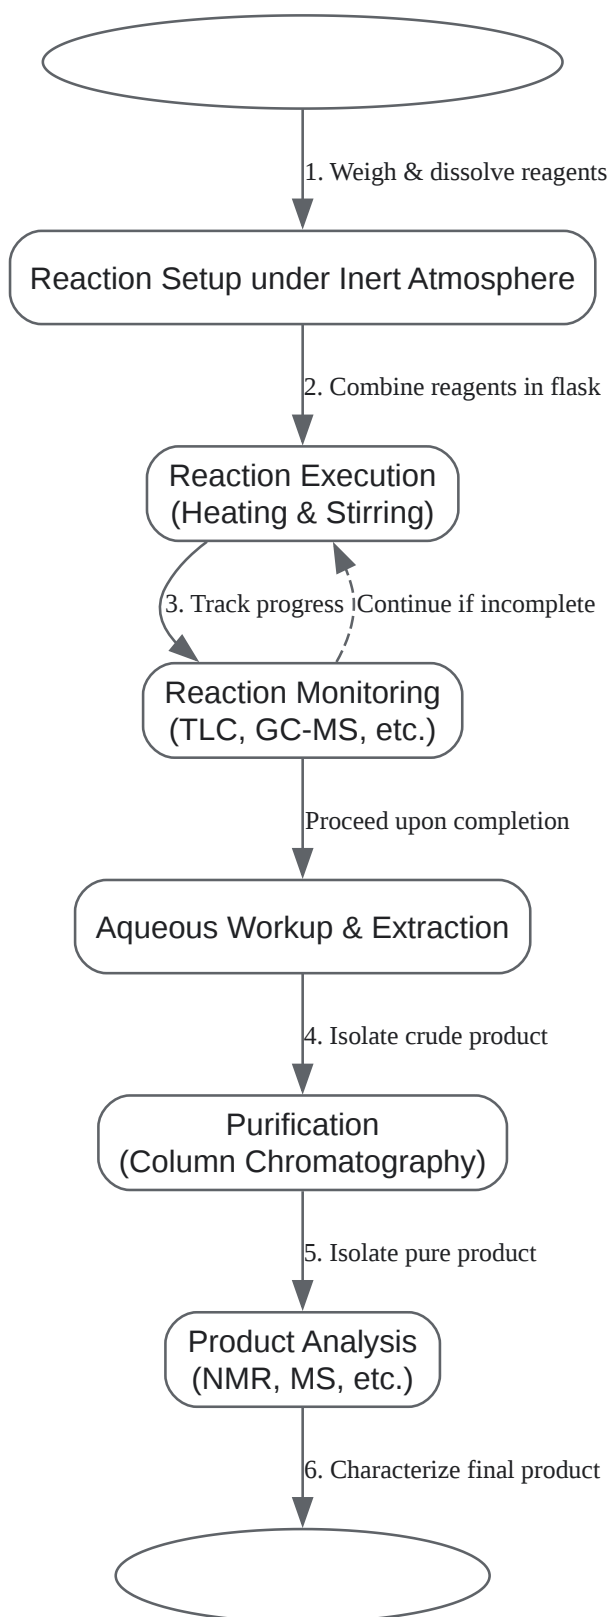 1. Weigh & dissolve reagents
Reaction Setup under Inert Atmosphere
2. Combine reagents in flask
Reaction Execution
(Heating & Stirring)
3. Track progress
Continue if incomplete
Reaction Monitoring
(TLC, GC-MS, etc.)
Proceed upon completion
Aqueous Workup & Extraction
4. Isolate crude product
Purification
(Column Chromatography)
5. Isolate pure product
Product Analysis
(NMR, MS, etc.)
6. Characterize final product